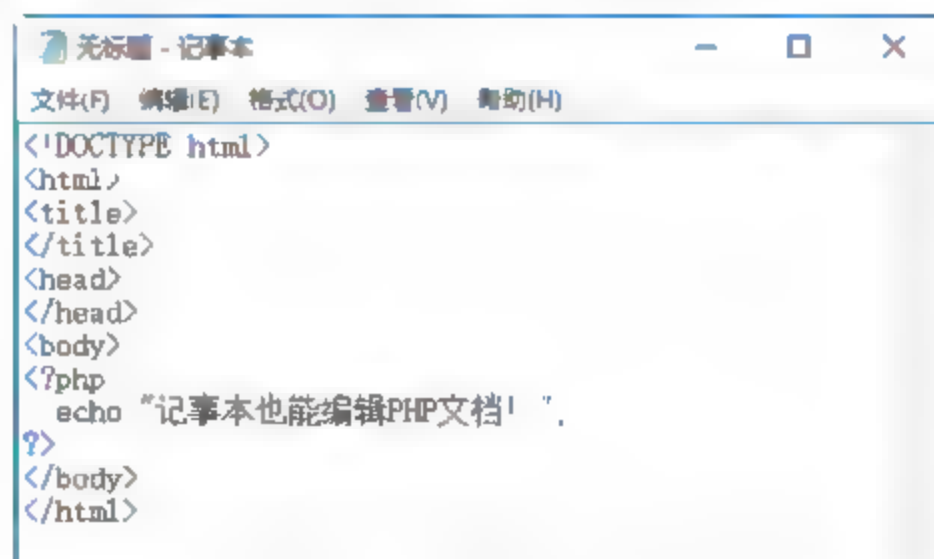 无标题 - 记事本
文件(F) 编辑(E) 格式(O) 查看(V) 帮助(H)
<!DOCTYPE html>
<html>
<title>
</title>
<head>
</head>
<body>
<?php
echo "记事本也能编辑PHP文档! ";
?>
</body>
</html>